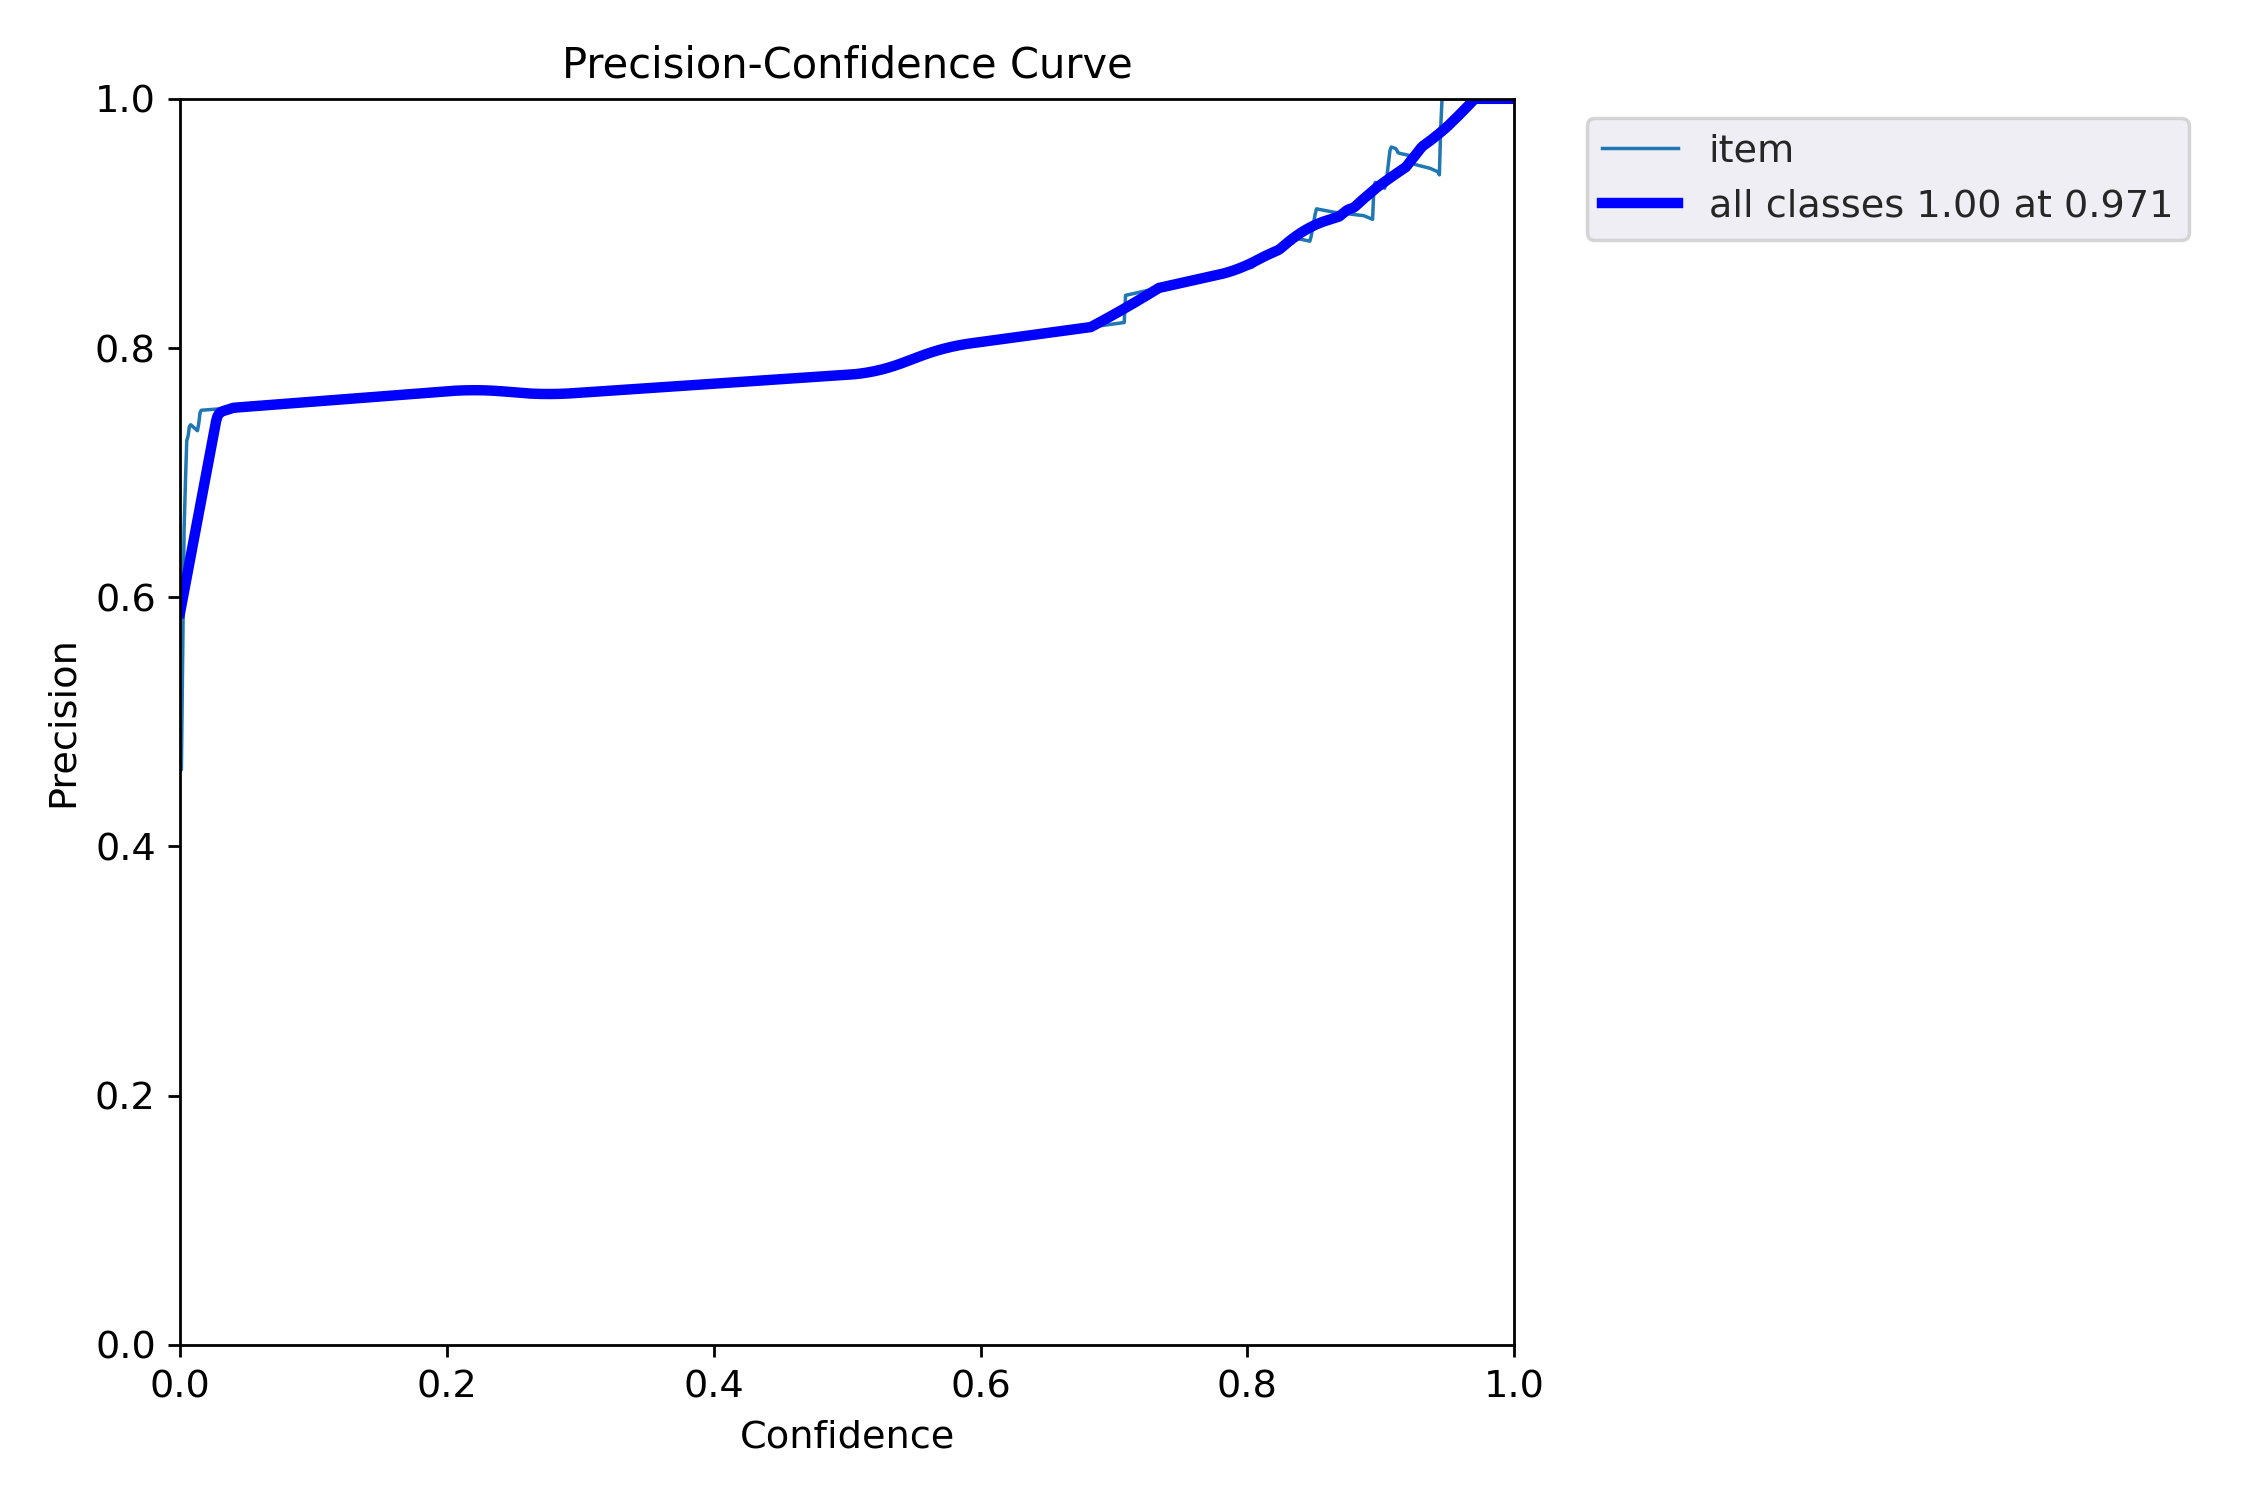 Precision-Confidence Curve
1.0
0.8
0.6
0.4
0.2
0.0
Precision
0.0 0.2 0.4 0.6 0.8 1.0
Confidence
item
all classes 1.00 at 0.971